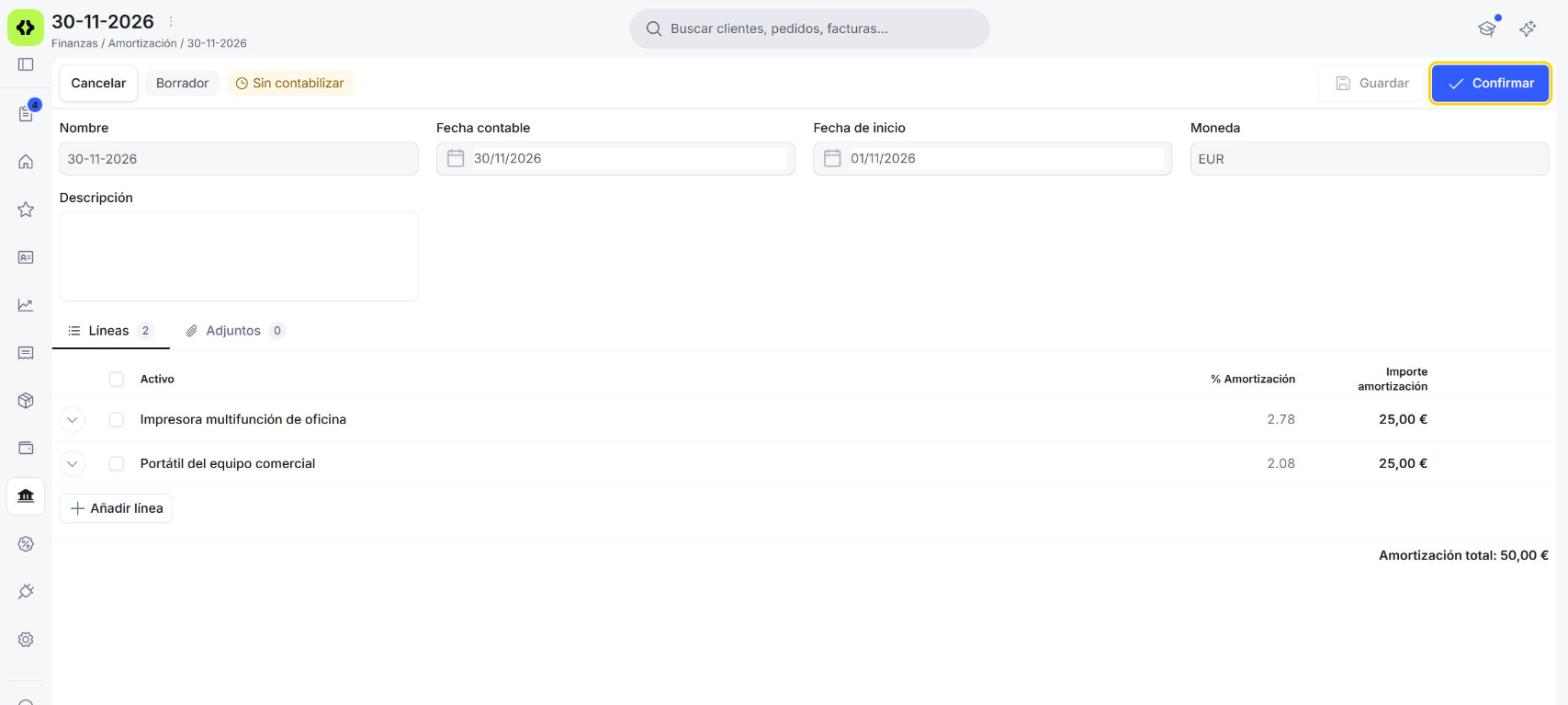 30-11-2026
Finanzas / Amortización / 30-11-2026
Buscar clientes, pedidos, facturas...
4
Cancelar
Borrador
Sin contabilizar
Guardar
Confirmar
Nombre
Fecha contable
Fecha de inicio
Moneda
30-11-2026
30/11/2026
01/11/2026
EUR
Descripción
Líneas 2
Adjuntos 0
Activo
% Amortización
Importe
amortización
Impresora multifunción de oficina
2.78
25,00 €
Portátil del equipo comercial
2.08
25,00 €
Añadir línea
Amortización total: 50,00 €